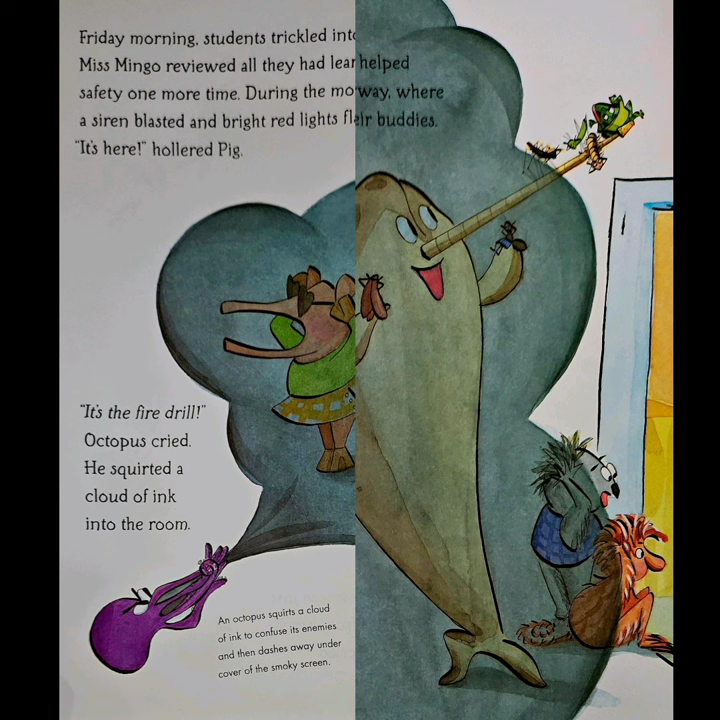 Friday morning, students trickled into
Miss Mingo reviewed all they had lear helped
safety one more time. During the mo way, where
a siren blasted and bright red lights fl ir buddies.
"It's here!" hollered Pig.
"It's the fire drill!"
Octopus cried.
He squirted a
cloud of ink
into the room.
An octopus squirts a cloud
of ink to confuse its enemies
and then dashes away under
cover of the smoky screen.